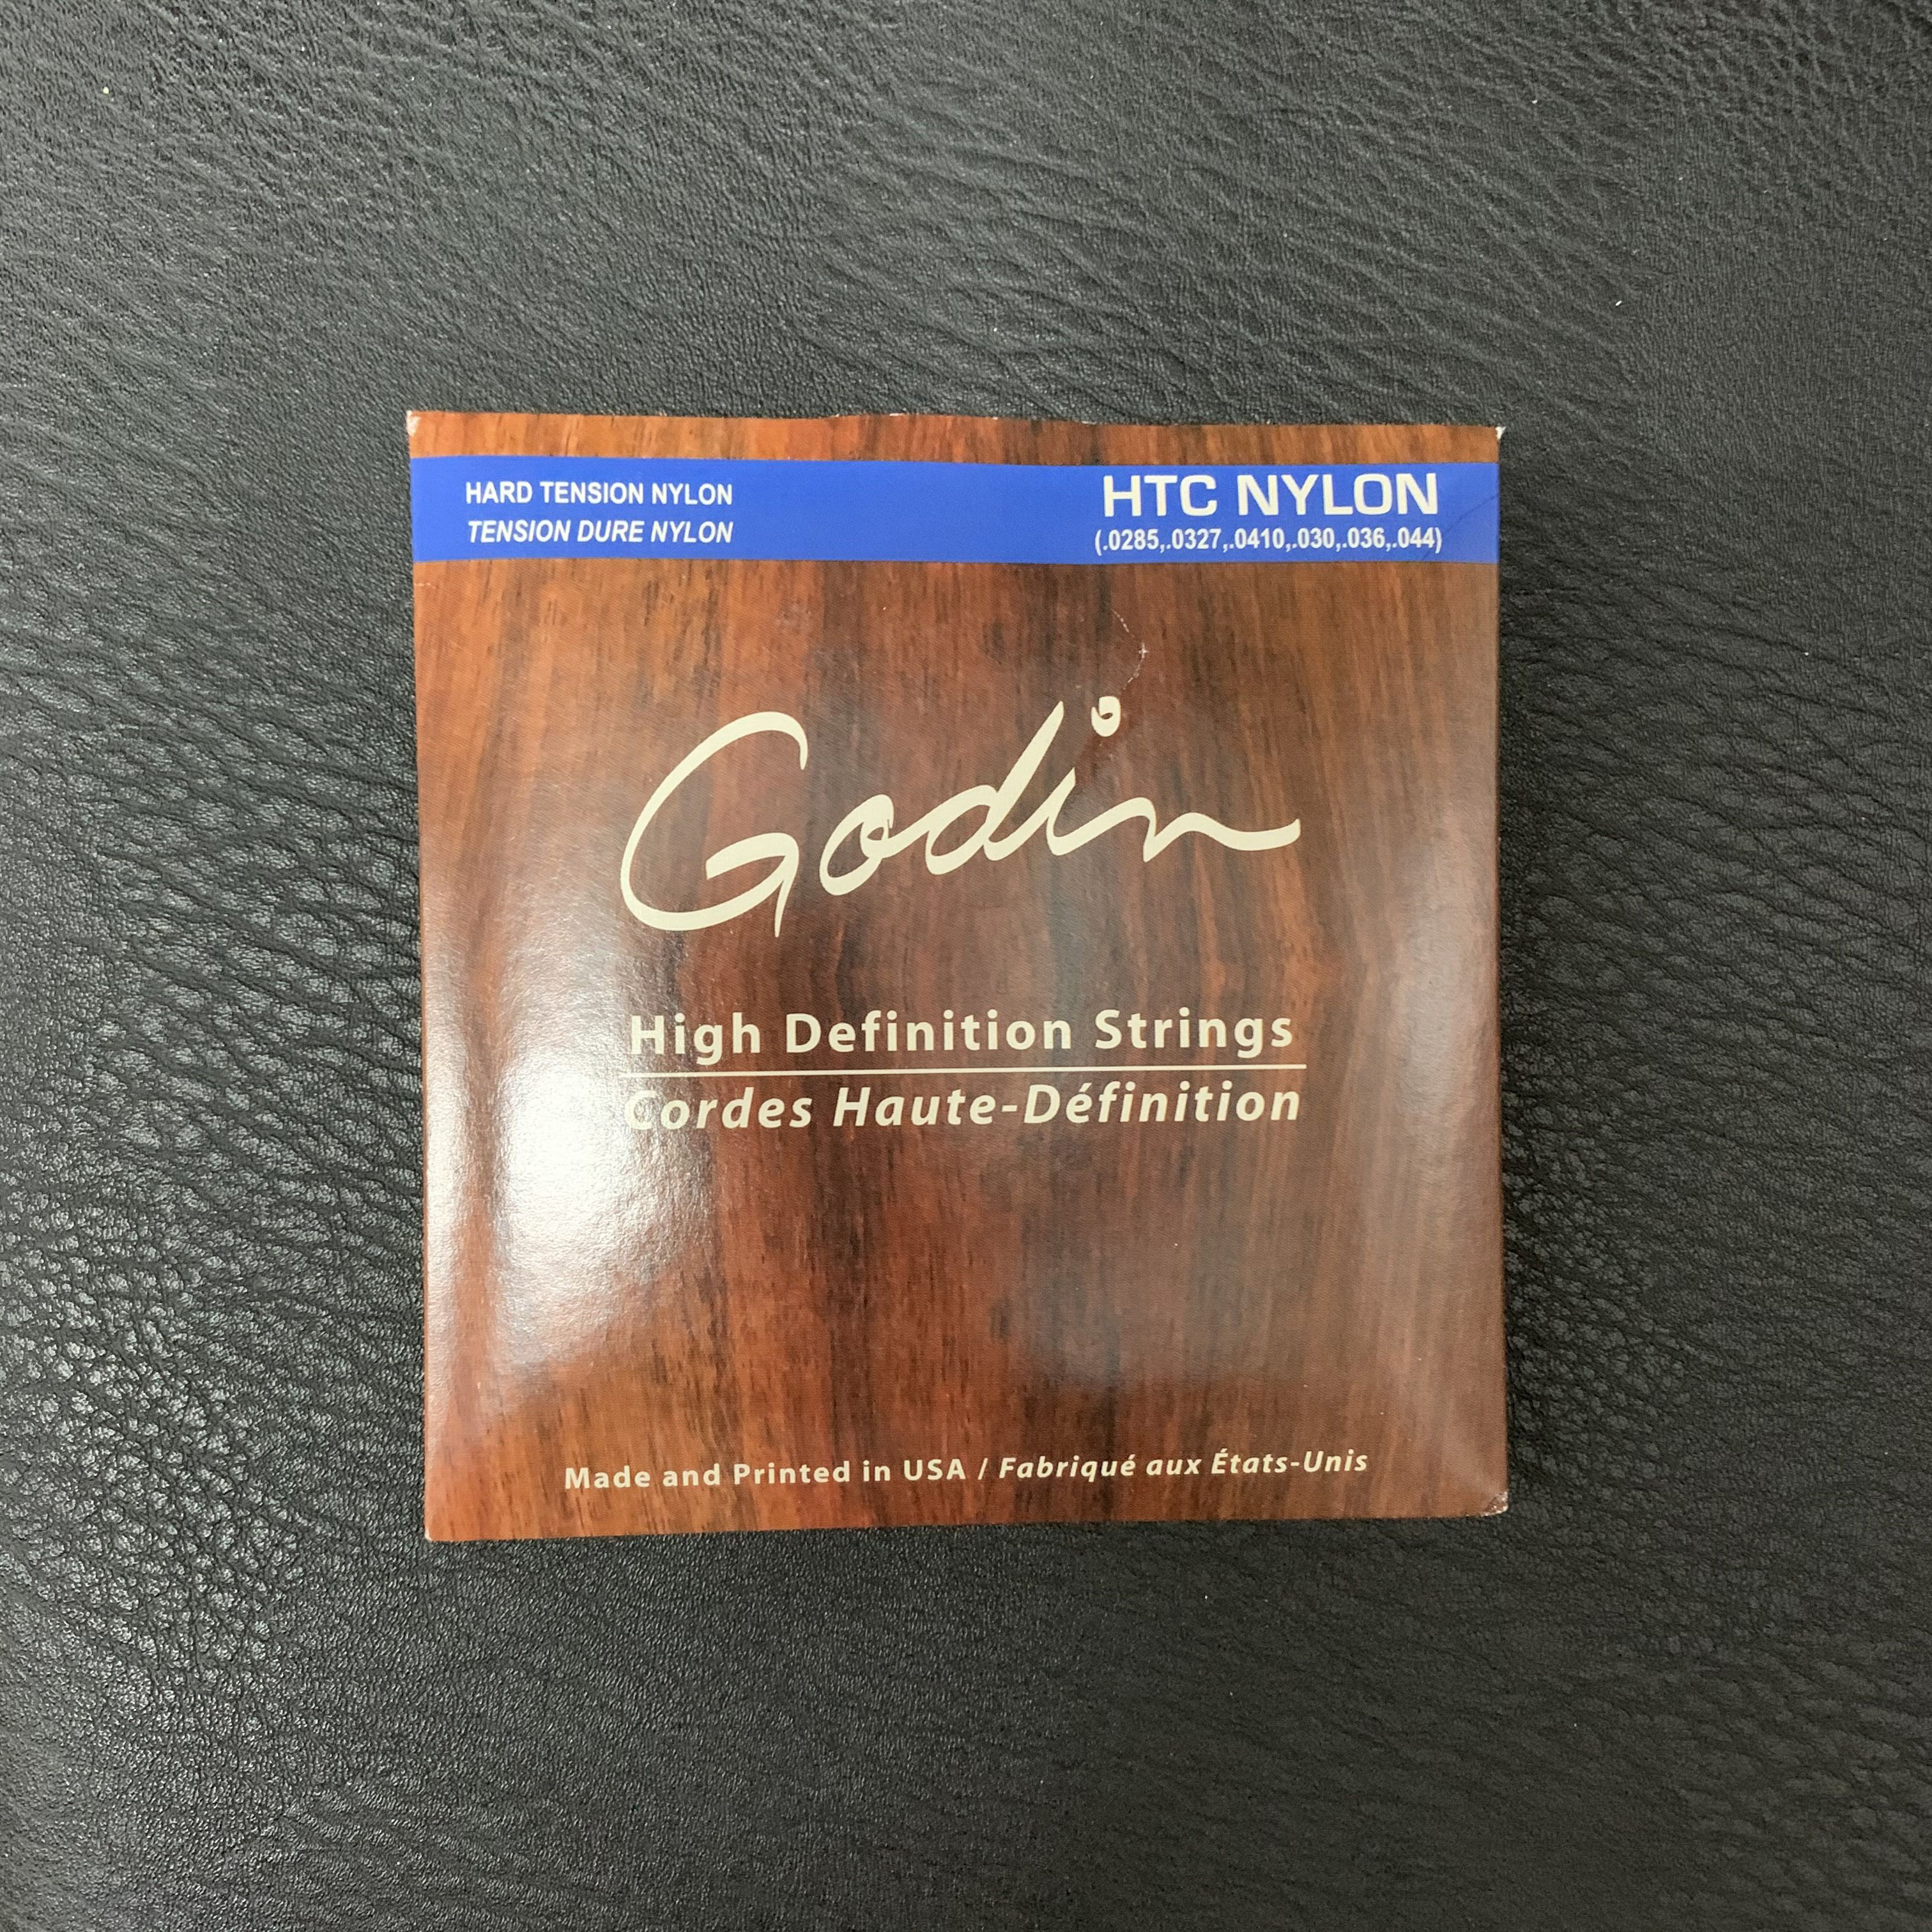 HARD TENSION NYLON
TENSION DURE NYLON
HTC NYLON
(.0285,.0327,.0410,.030,.036,.044)
Godin
High Definition Strings
Cordes Haute-Définition
Made and Printed in USA / Fabriqué aux États-Unis